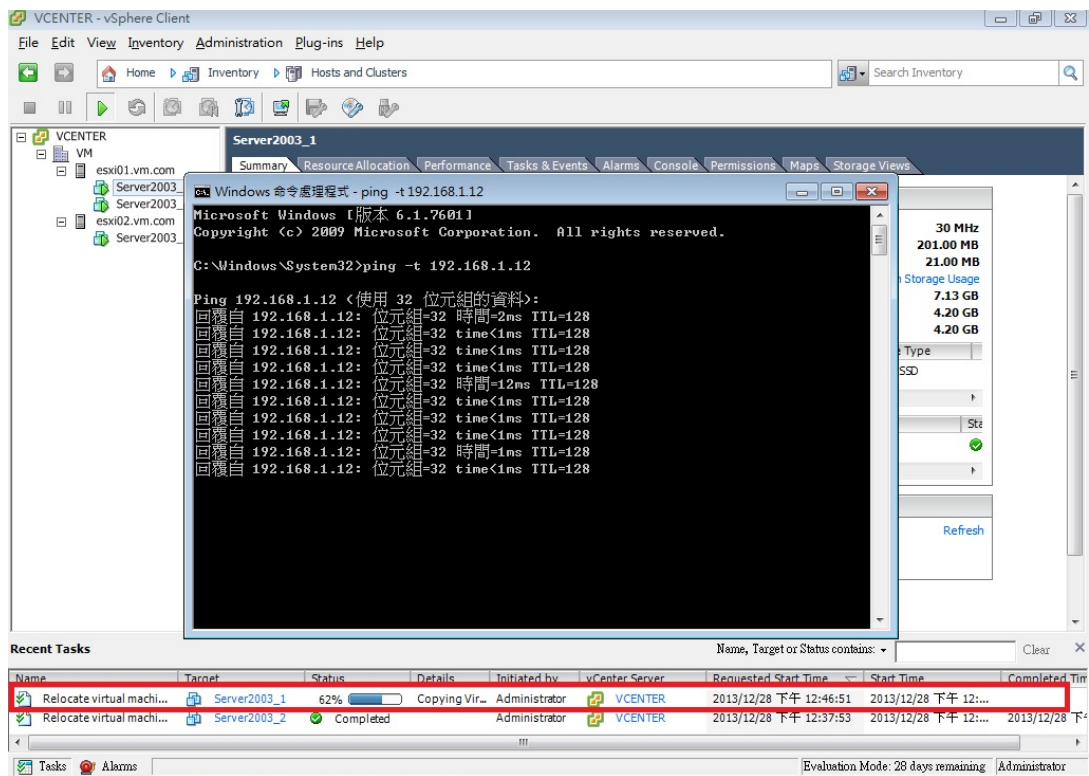 VCENTER - vSphere Client
File Edit View Inventory Administration Plug-ins Help
Home Inventory Hosts and Clusters
Search Inventory
VCENTER
VM
esxi01.vm.com
Server2003_
Server2003_
esxi02.vm.com
Server2003_
Server2003_1
Summary Resource Allocation Performance Tasks & Events Alarms Console Permissions Maps Storage Views
Windows 命令處理程式 - ping -t 192.168.1.12
Microsoft Windows [版本 6.1.7601]
Copyright (c) 2009 Microsoft Corporation. All rights reserved.
C:\Windows\System32>ping -t 192.168.1.12
Ping 192.168.1.12 (使用 32 位元組的資料):
回覆自 192.168.1.12: 位元組=32 時間=2ms TTL=128
回覆自 192.168.1.12: 位元組=32 time<1ms TTL=128
回覆自 192.168.1.12: 位元組=32 time<1ms TTL=128
回覆自 192.168.1.12: 位元組=32 time<1ms TTL=128
回覆自 192.168.1.12: 位元組=32 時間=12ms TTL=128
回覆自 192.168.1.12: 位元組=32 time<1ms TTL=128
回覆自 192.168.1.12: 位元組=32 time<1ms TTL=128
回覆自 192.168.1.12: 位元組=32 time<1ms TTL=128
回覆自 192.168.1.12: 位元組=32 時間=1ms TTL=128
回覆自 192.168.1.12: 位元組=32 time<1ms TTL=128
30 MHz
201.00 MB
21.00 MB
Storage Usage
7.13 GB
4.20 GB
4.20 GB
Type
SSD
Sta
Refresh
Recent Tasks
Name, Target or Status contains: Clear
Name Target Status Details Initiated by vCenter Server Requested Start Time Start Time Completed Tim
Relocate virtual machi... Server2003_1 62% Copying Vir... Administrator VCENTER 2013/12/28 下午 12:46:51 2013/12/28 下午 12:...
Relocate virtual machi... Server2003_2 Completed Administrator VCENTER 2013/12/28 下午 12:37:53 2013/12/28 下午 12:... 2013/12/28 下
Tasks Alarms
Evaluation Mode: 28 days remaining Administrator